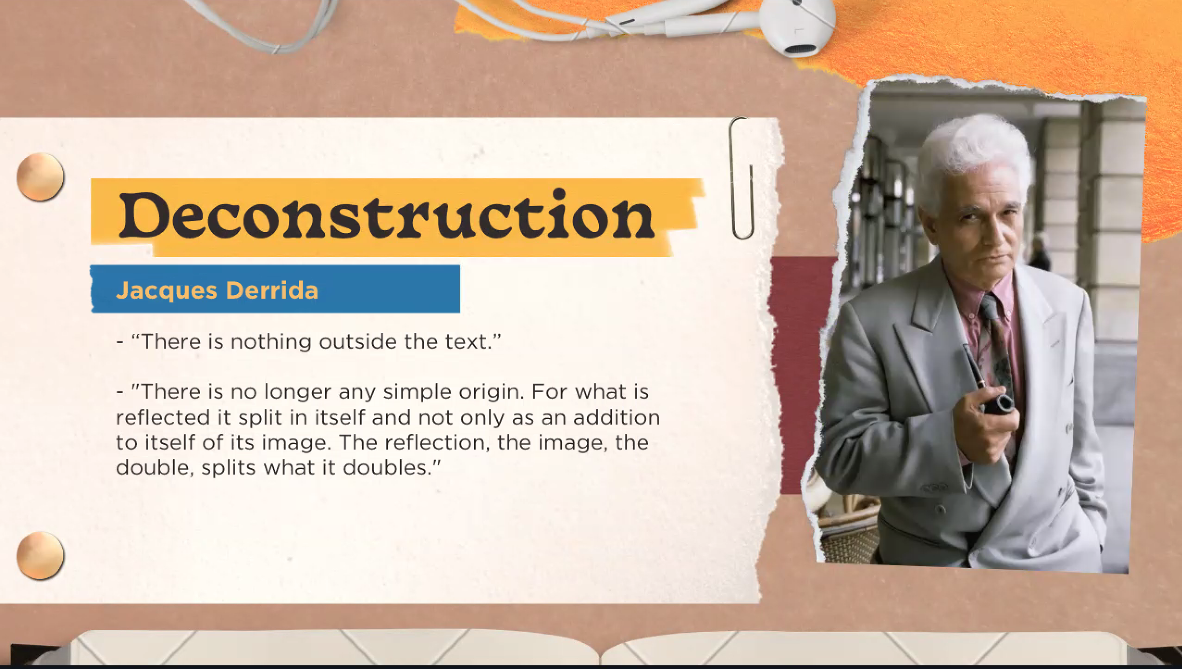 Deconstruction
Jacques Derrida
- “There is nothing outside the text.”
- "There is no longer any simple origin. For what is
reflected it split in itself and not only as an addition
to itself of its image. The reflection, the image, the
double, splits what it doubles."